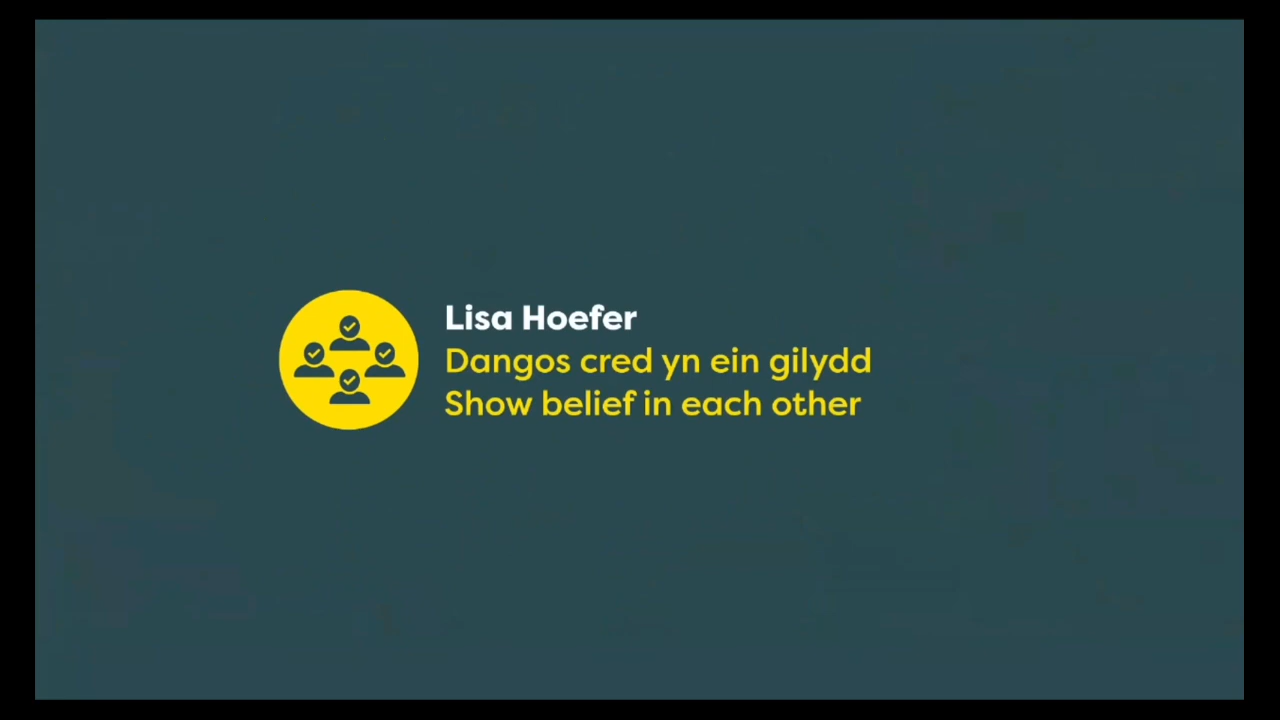 Lisa Hoefer
Dangos cred yn ein gilydd
Show belief in each other